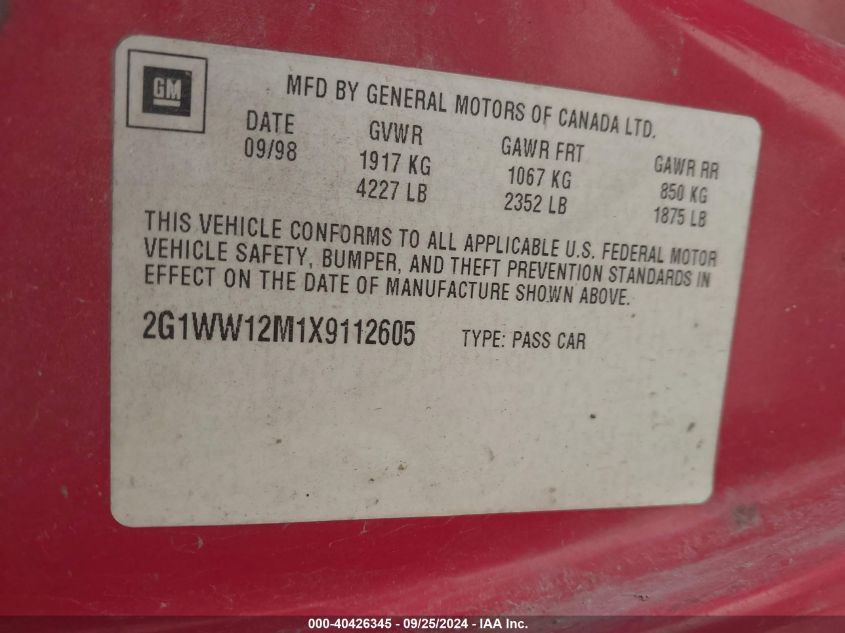 GM
MFD BY GENERAL MOTORS OF CANADA LTD.
DATE GVWR GAWR FRT GAWR RR
09/98 1917 KG 1067 KG 850 KG
4227 LB 2352 LB 1875 LB
THIS VEHICLE CONFORMS TO ALL APPLICABLE U.S. FEDERAL MOTOR
VEHICLE SAFETY, BUMPER, AND THEFT PREVENTION STANDARDS IN
EFFECT ON THE DATE OF MANUFACTURE SHOWN ABOVE.
2G1WW12M1X9112605 TYPE: PASS CAR
000-40426345 - 09/25/2024 - IAA Inc.